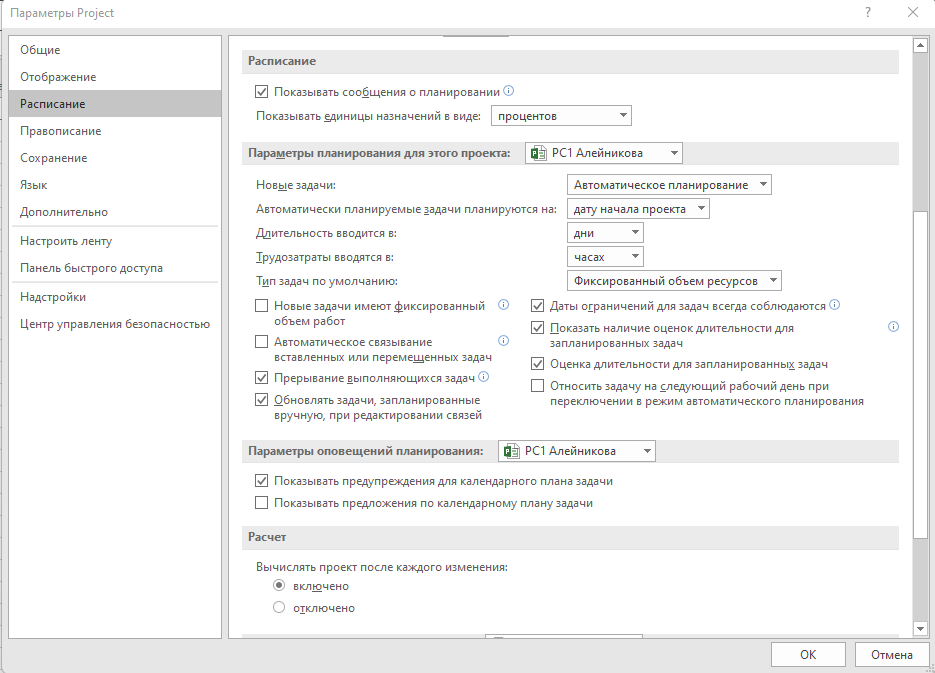 Параметры Project
?
Общие
Отображение
Расписание
Правописание
Сохранение
Язык
Дополнительно
Настроить ленту
Панель быстрого доступа
Надстройки
Центр управления безопасностью
Расписание
Показывать сообщения о планировании
Показывать единицы назначений в виде: процентов
Параметры планирования для этого проекта: РС1 Алейникова
Новые задачи: Автоматическое планирование
Автоматически планируемые задачи планируются на: дату начала проекта
Длительность вводится в: дни
Трудозатраты вводятся в: часах
Тип задач по умолчанию: Фиксированный объем ресурсов
Новые задачи имеют фиксированный
объем работ
Автоматическое связывание
вставленных или перемещенных задач
Прерывание выполняющихся задач
Обновлять задачи, запланированные
вручную, при редактировании связей
Даты ограничений для задач всегда соблюдаются
Показать наличие оценок длительности для
запланированных задач
Оценка длительности для запланированных задач
Относить задачу на следующий рабочий день при
переключении в режим автоматического планирования
Параметры оповещений планирования: РС1 Алейникова
Показывать предупреждения для календарного плана задачи
Показывать предложения по календарному плану задачи
Расчет
Вычислять проект после каждого изменения:
включено
отключено
ОК
Отмена